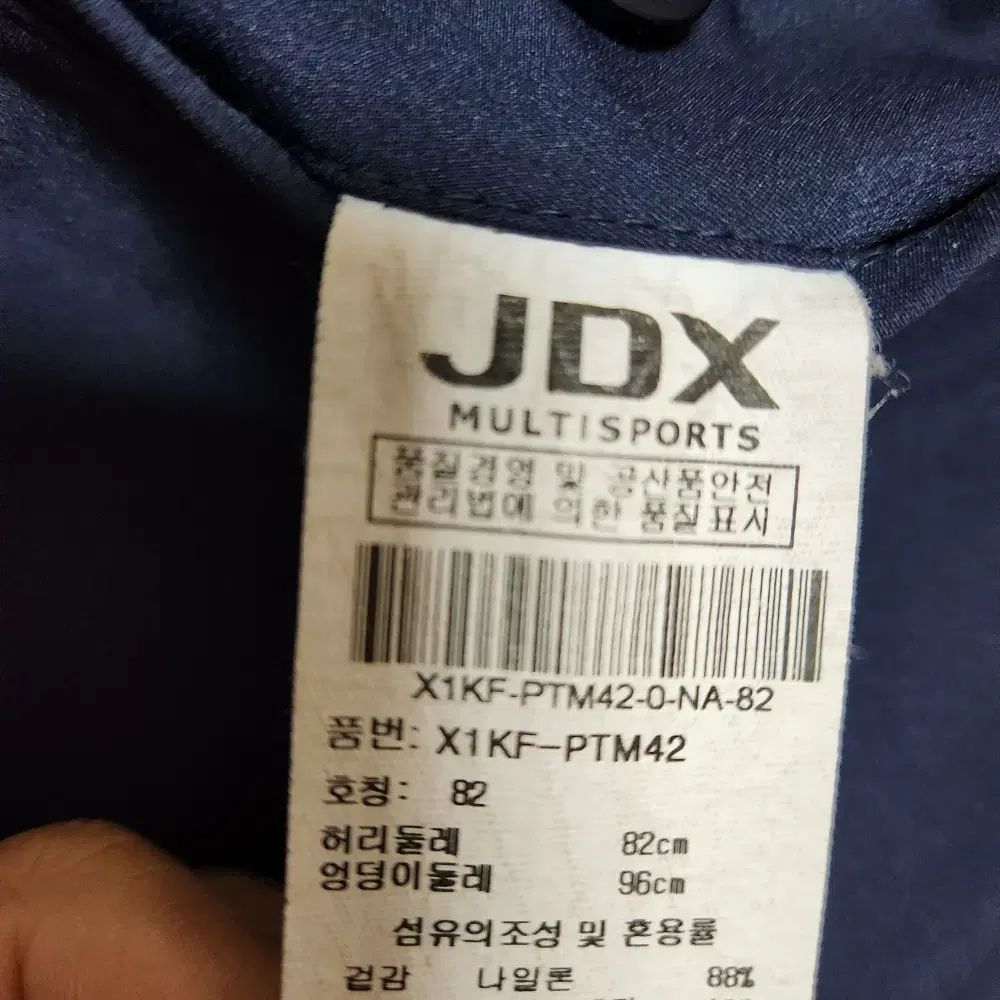 JDX
MULTISPORTS
품질경영 및 공산품안전
관리법에 의한 품질표시
X1KF-PTM42-0-NA-82
품번: X1KF-PTM42
호칭: 82
허리둘레 82cm
엉덩이둘레 96cm
섬유의조성 및 혼용률
겉감 나일론 88%